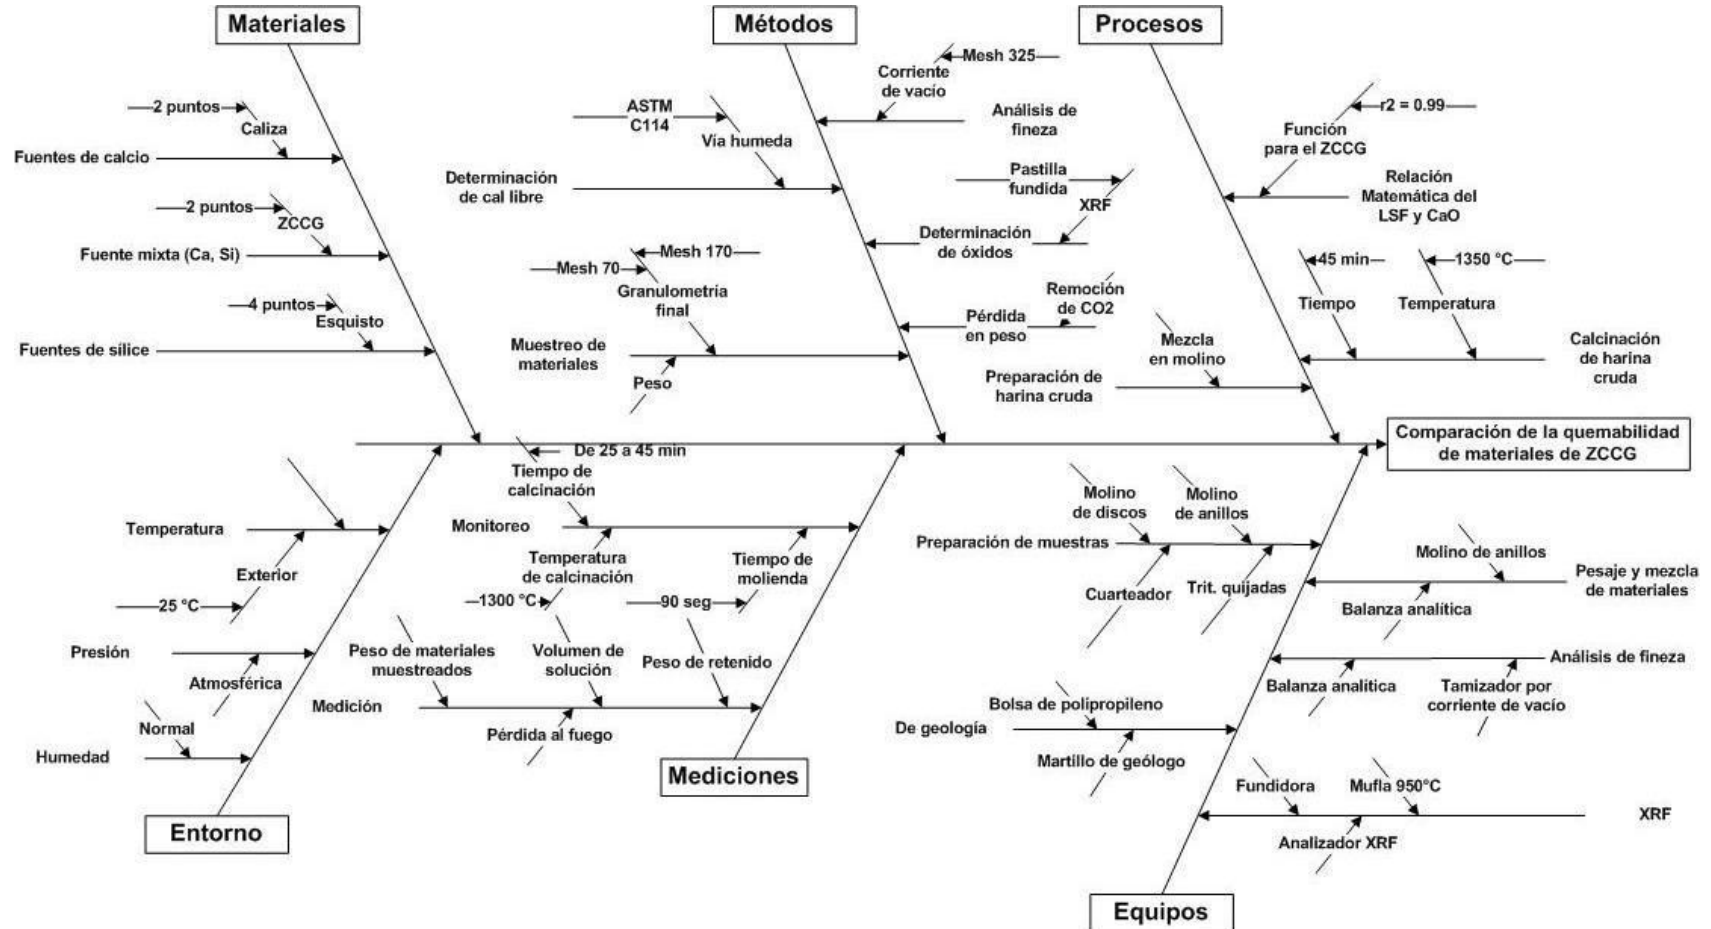 Materiales
Métodos
Procesos
2 puntos
Caliza
Fuentes de calcio
2 puntos
ZCCG
Fuente mixta (Ca, Si)
4 puntos
Esquisto
Fuentes de sílice
Mesh 325
Corriente
de vacío
Análisis de
fineza
ASTM
C114
Vía humeda
Determinación
de cal libre
Pastilla
fundida
XRF
Determinación
de óxidos
Mesh 170
Mesh 70
Granulometría
final
Remoción
de CO2
Pérdida
en peso
Muestreo de
materiales
Peso
r2 = 0.99
Función
para el ZCCG
Relación
Matemática del
LSF y CaO
45 min
1350 °C
Tiempo
Temperatura
Calcinación
de harina
cruda
Mezcla
en molino
Preparación de
harina cruda
Comparación de la quemabilidad
de materiales de ZCCG
Temperatura
Exterior
25 °C
Presión
Atmosférica
Normal
Humedad
Entorno
De 25 a 45 min
Tiempo de
calcinación
Monitoreo
Temperatura
de calcinación
1300 °C
Tiempo de
molienda
90 seg
Peso de materiales
muestreados
Volumen de
solución
Peso de retenido
Medición
Pérdida al fuego
Mediciones
Molino
de discos
Molino
de anillos
Preparación de muestras
Cuarteador
Trit. quijadas
Molino de anillos
Pesaje y mezcla
de materiales
Balanza analítica
Análisis de fineza
Balanza analítica
Tamizador por
corriente de vacío
Bolsa de polipropileno
De geología
Martillo de geólogo
Fundidora
Mufla 950°C
XRF
Analizador XRF
Equipos